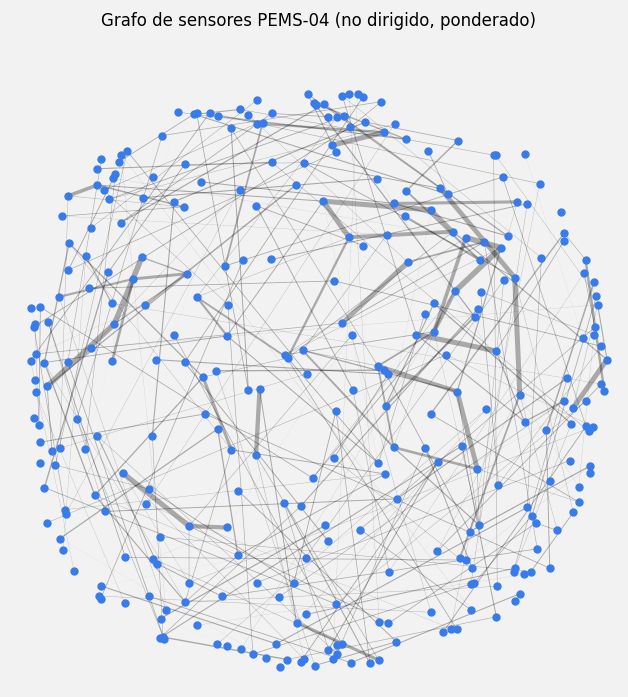 Grafo de sensores PEMS-04 (no dirigido, ponderado)